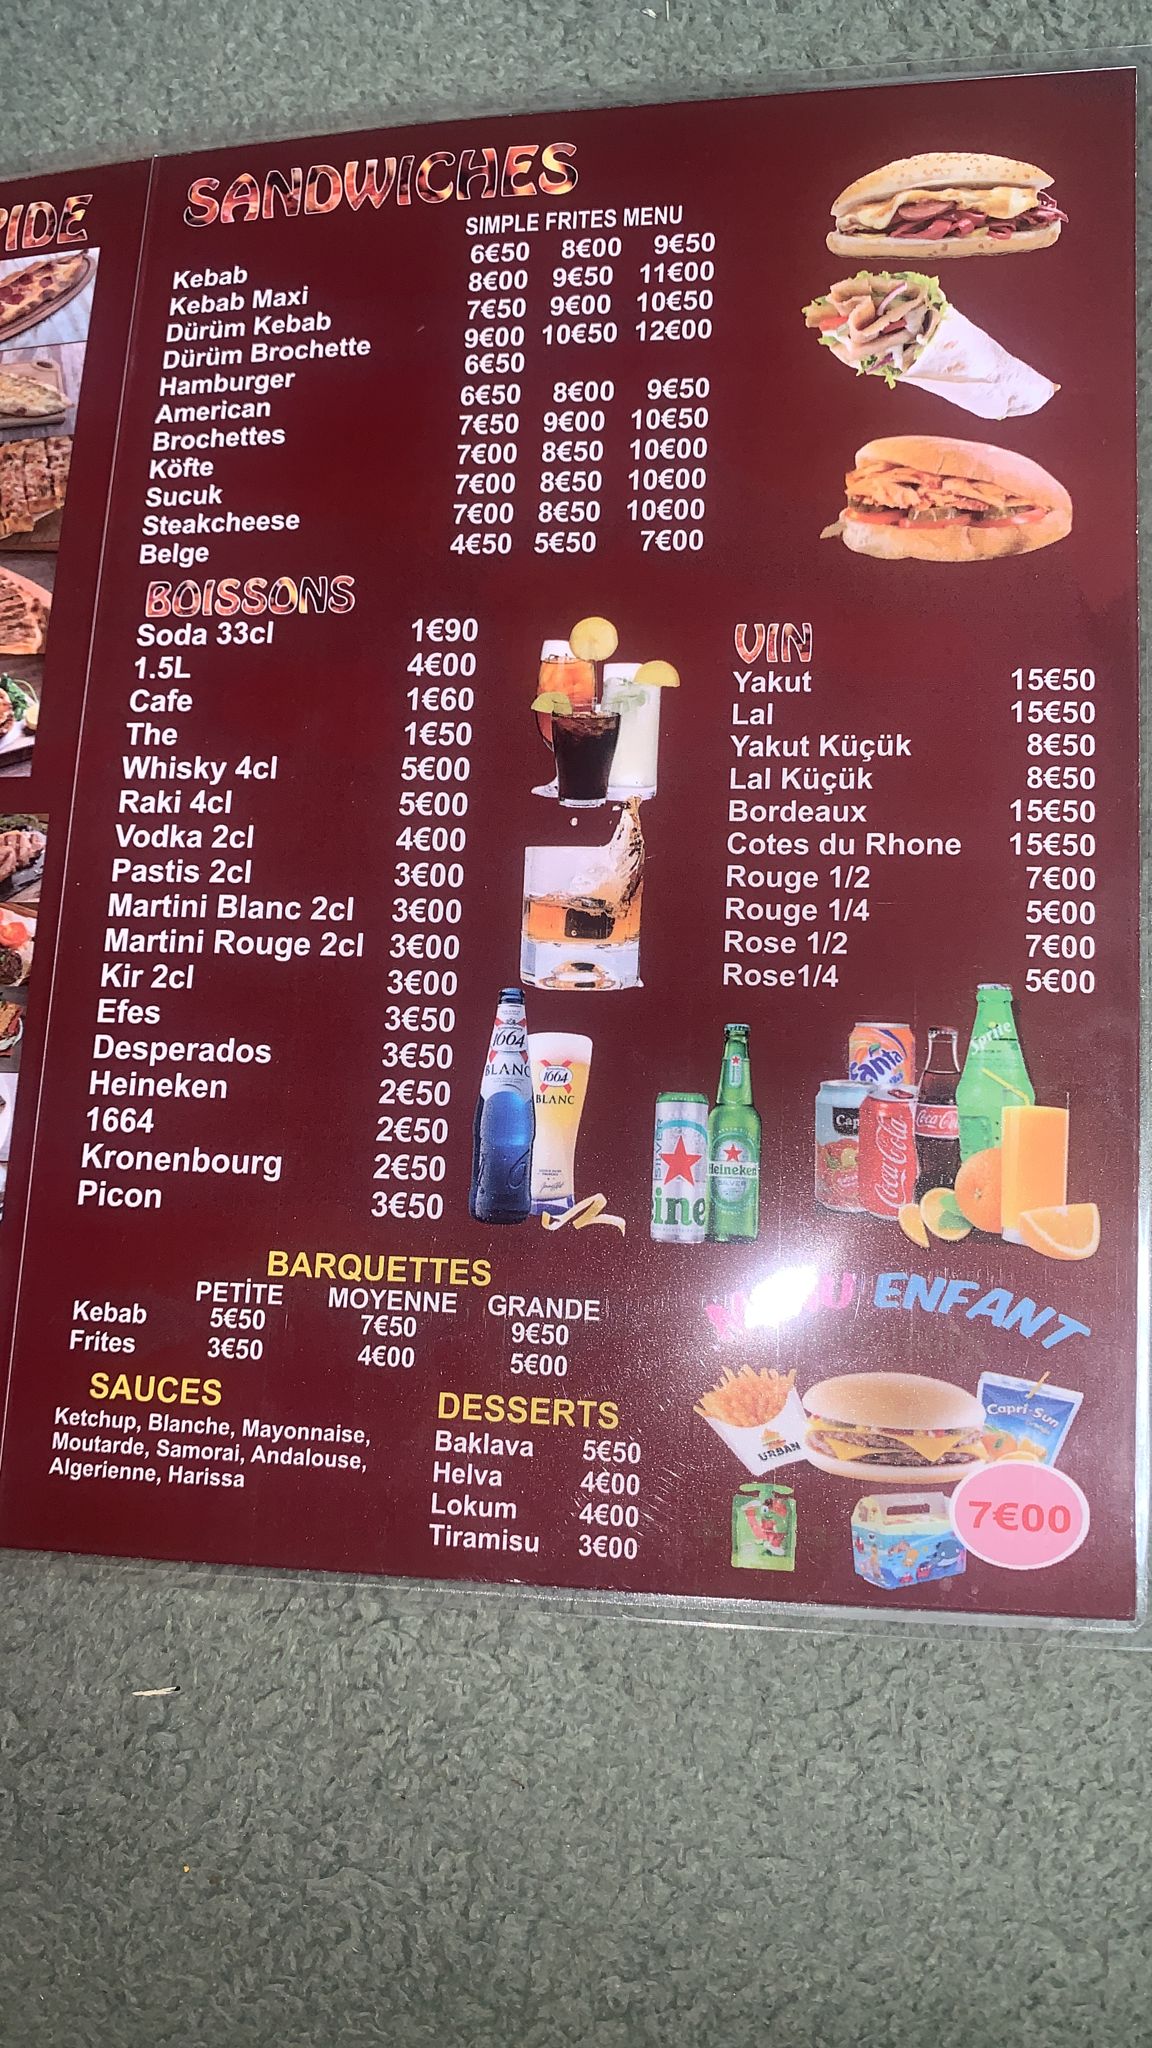 PIDE
SANDWICHES
SIMPLE FRITES MENU
Kebab 6€50 8€00 9€50
Kebab Maxi 8€00 9€50 11€00
Dürüm Kebab 7€50 9€00 10€50
Dürüm Brochette 9€00 10€50 12€00
Hamburger 6€50
American 6€50 8€00 9€50
Brochettes 7€50 9€00 10€50
Köfte 7€00 8€50 10€00
Sucuk 7€00 8€50 10€00
Steakcheese 7€00 8€50 10€00
Belge 4€50 5€50 7€00
BOISSONS
Soda 33cl 1€90
1.5L 4€00
Cafe 1€60
The 1€50
Whisky 4cl 5€00
Raki 4cl 5€00
Vodka 2cl 4€00
Pastis 2cl 3€00
Martini Blanc 2cl 3€00
Martini Rouge 2cl 3€00
Kir 2cl 3€00
Efes 3€50
Desperados 3€50
Heineken 2€50
1664 2€50
Kronenbourg 2€50
Picon 3€50
VIN
Yakut 15€50
Lal 15€50
Yakut Küçük 8€50
Lal Küçük 8€50
Bordeaux 15€50
Cotes du Rhone 15€50
Rouge 1/2 7€00
Rouge 1/4 5€00
Rose 1/2 7€00
Rose1/4 5€00
1664
BLANC
1664
BLANC
Heineken
SILVER
Fanta
Coca-Cola
Coca-Cola
Sprite
BARQUETTES
PETİTE MOYENNE GRANDE
Kebab 5€50 7€50 9€50
Frites 3€50 4€00 5€00
SAUCES
Ketchup, Blanche, Mayonnaise,
Moutarde, Samorai, Andalouse,
Algerienne, Harissa
DESSERTS
Baklava 5€50
Helva 4€00
Lokum 4€00
Tiramisu 3€00
MENU ENFANT
URBAN
Capri-Sun
7€00